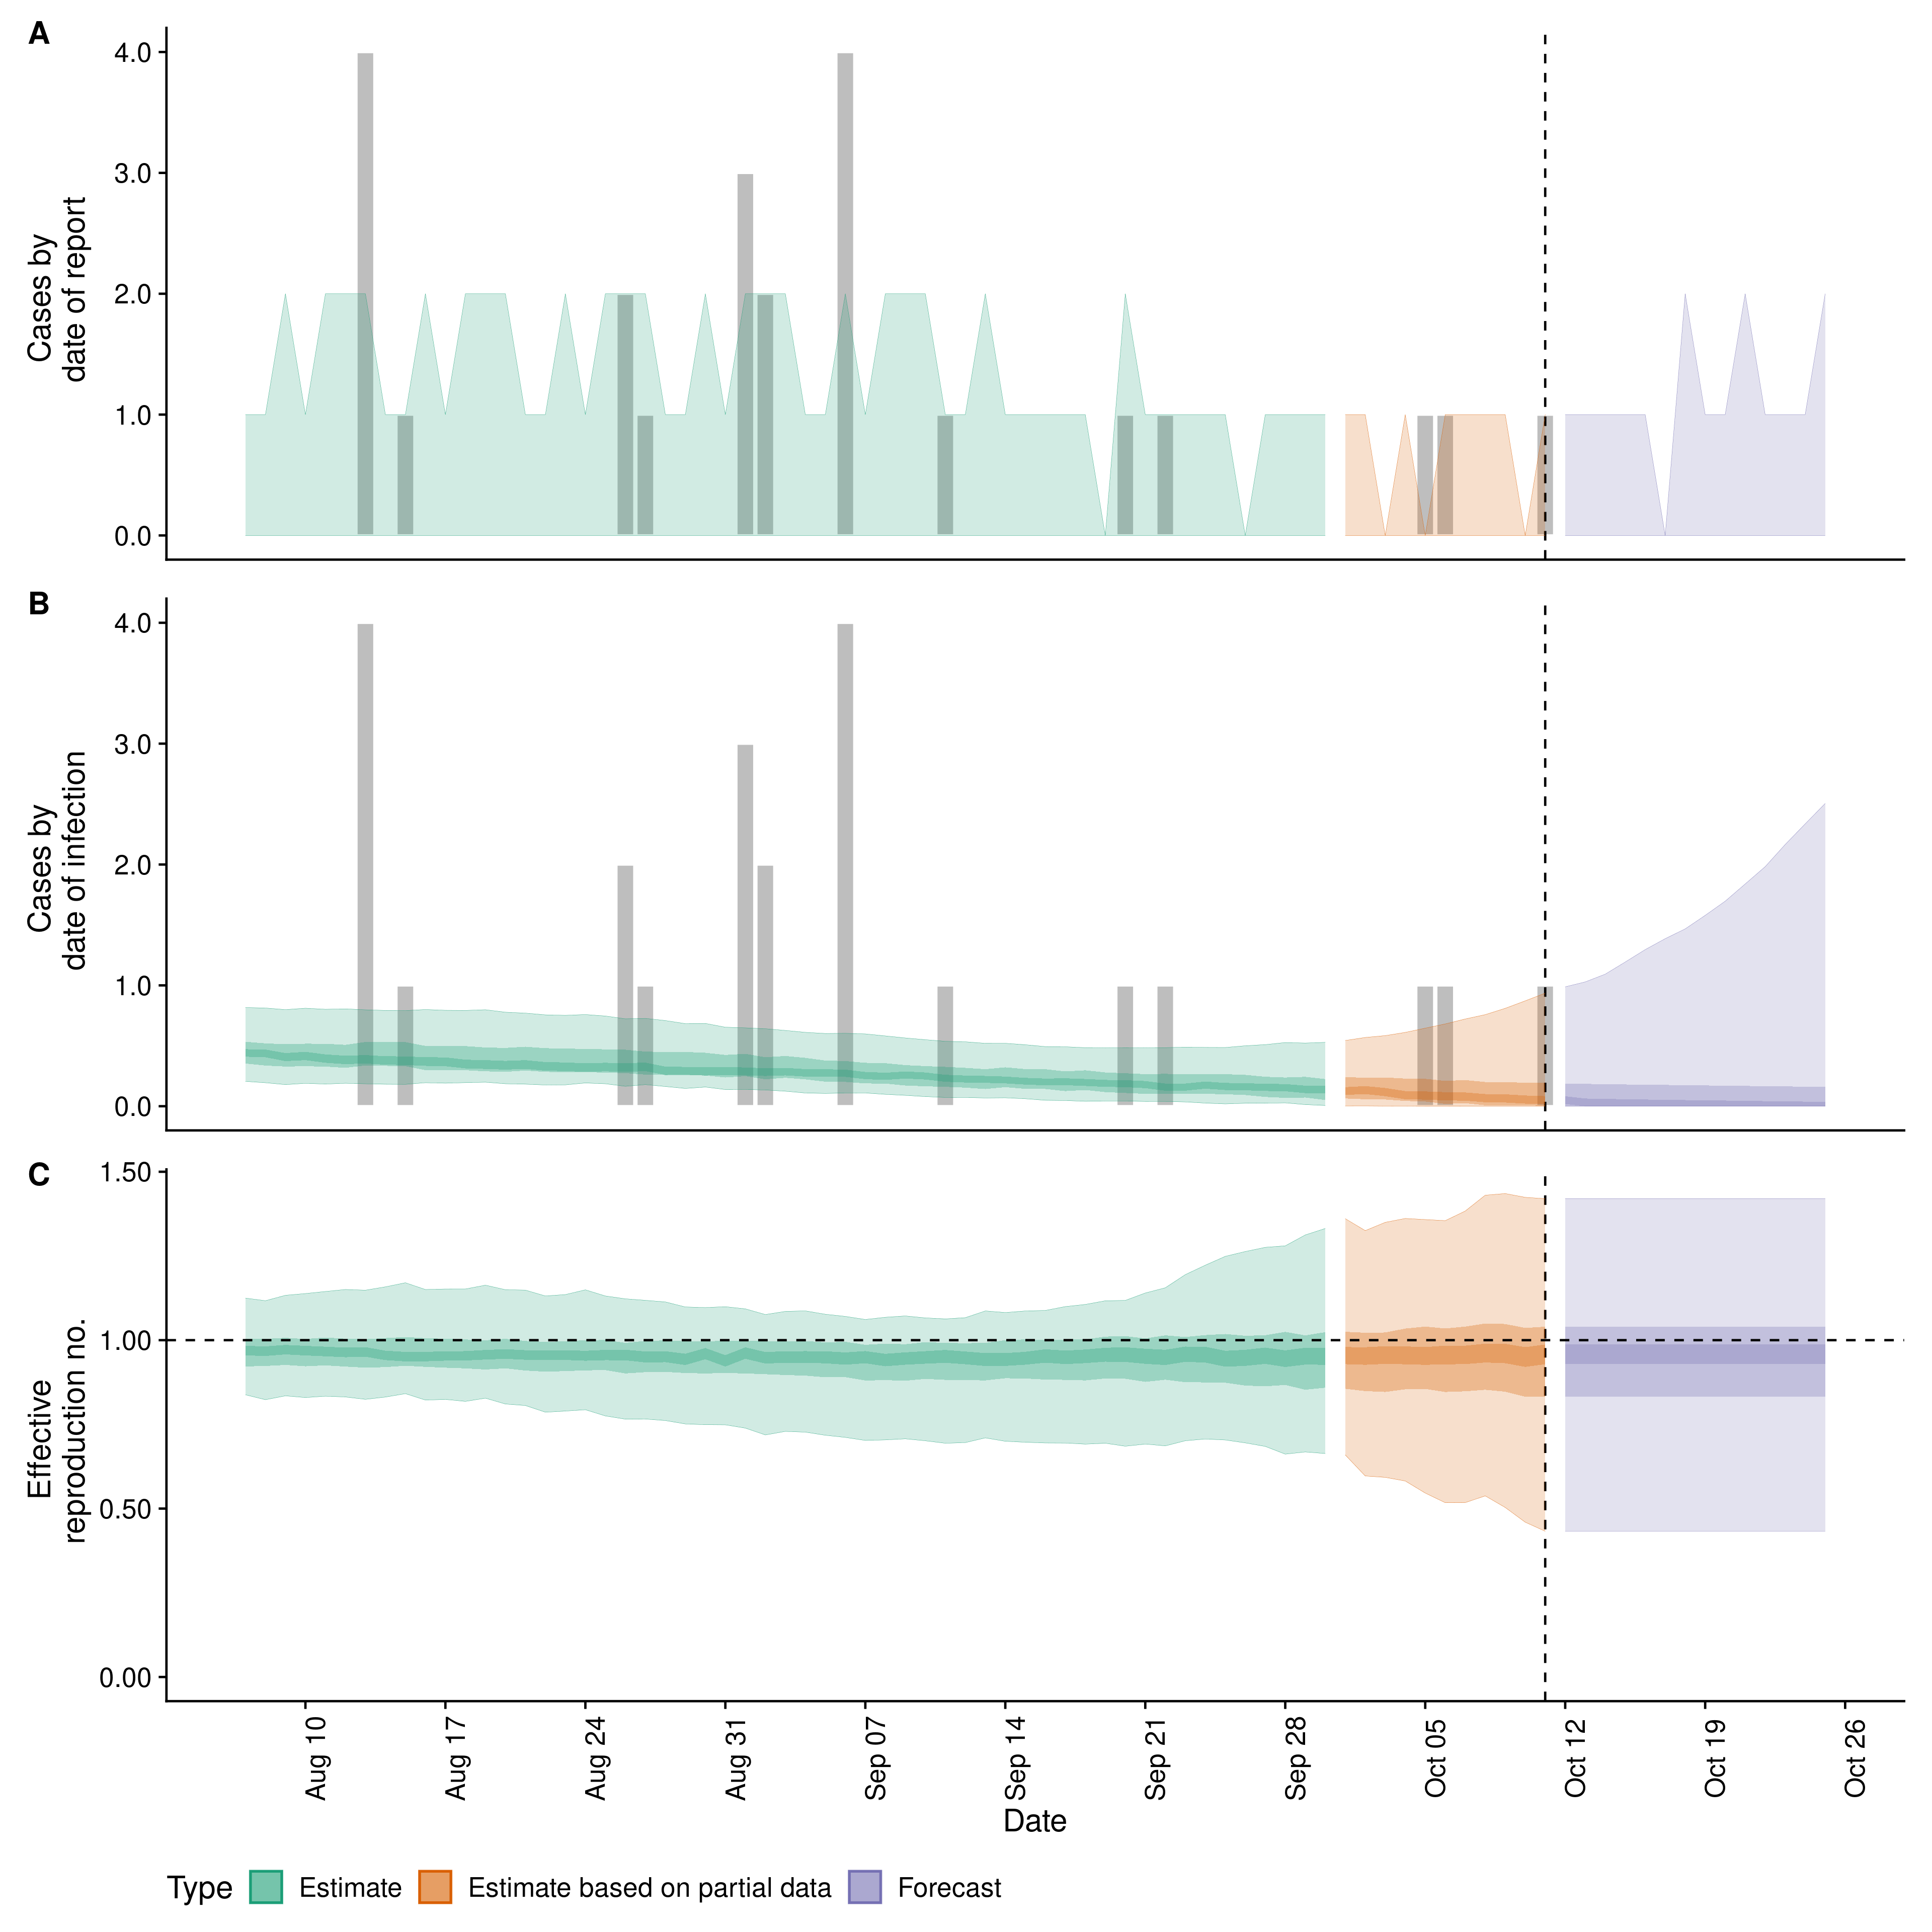 A
4.0
3.0
2.0
1.0
0.0
Cases by
date of report
B
4.0
3.0
2.0
1.0
0.0
Cases by
date of infection
C
1.50
1.00
0.50
0.00
Effective
reproduction no.
Aug 10
Aug 17
Aug 24
Aug 31
Sep 07
Sep 14
Sep 21
Sep 28
Oct 05
Oct 12
Oct 19
Oct 26
Date
Type Estimate Estimate based on partial data Forecast